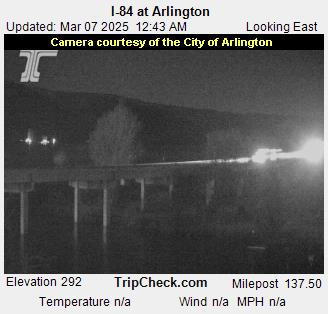 I-84 at Arlington
Updated: Mar 07 2025 12:43 AM Looking East
Camera courtesy of the City of Arlington
Elevation 292 TripCheck.com Milepost 137.50
Temperature n/a Wind n/a MPH n/a